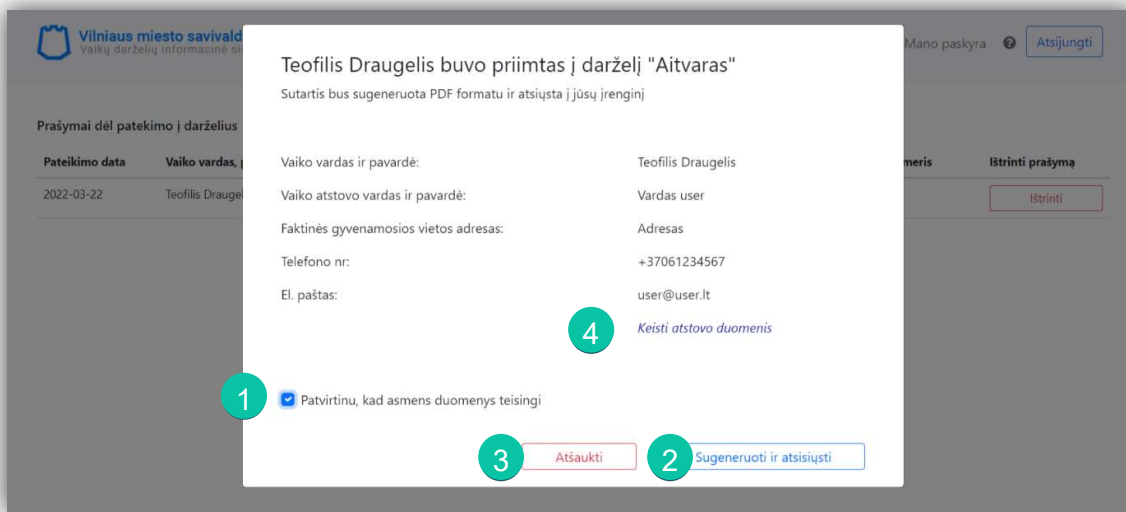 Vilniaus miesto savivald
Vaikų darželių informacinė si
Mano paskyra ? Atsijungti
Teofilis Draugelis buvo priimtas į darželį "Aitvaras"
Sutartis bus sugeneruota PDF formatu ir atsiųsta į jūsų įrenginį
Prašymai dėl patekimo į darželius
Pateikimo data Vaiko vardas, p meris Ištrinti prašymą
2022-03-22 Teofilis Draugel Ištrinti
Vaiko vardas ir pavardė: Teofilis Draugelis
Vaiko atstovo vardas ir pavardė: Vardas user
Faktinės gyvenamosios vietos adresas: Adresas
Telefono nr: +37061234567
El. paštas: user@user.lt
4 Keisti atstovo duomenis
1 Patvirtinu, kad asmens duomenys teisingi
3 Atšaukti 2 Sugeneruoti ir atsisiųsti